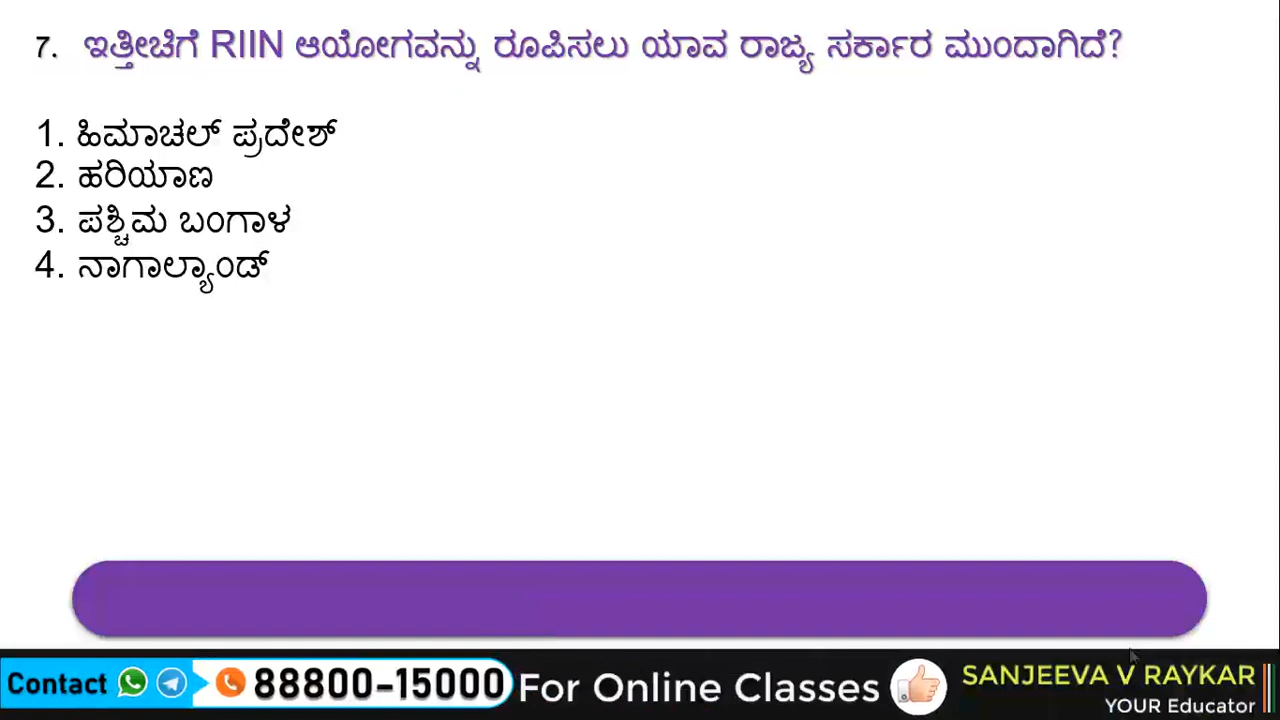 7. ಇತ್ತೀಚಿಗೆ RIIN ಆಯೋಗವನ್ನು ರೂಪಿಸಲು ಯಾವ ರಾಜ್ಯ ಸರ್ಕಾರ ಮುಂದಾಗಿದೆ?
1. ಹಿಮಾಚಲ್ ಪ್ರದೇಶ್
2. ಹರಿಯಾಣ
3. ಪಶ್ಚಿಮ ಬಂಗಾಳ
4. ನಾಗಾಲ್ಯಾಂಡ್
Contact 88800-15000 For Online Classes SANJEEVA V RAYKAR
YOUR Educator